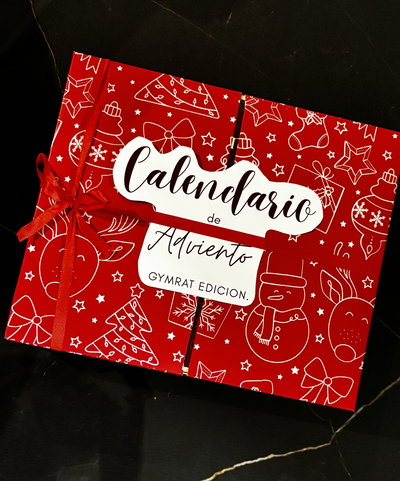 Calendario
de
Adviento
GYMRAT EDICION.